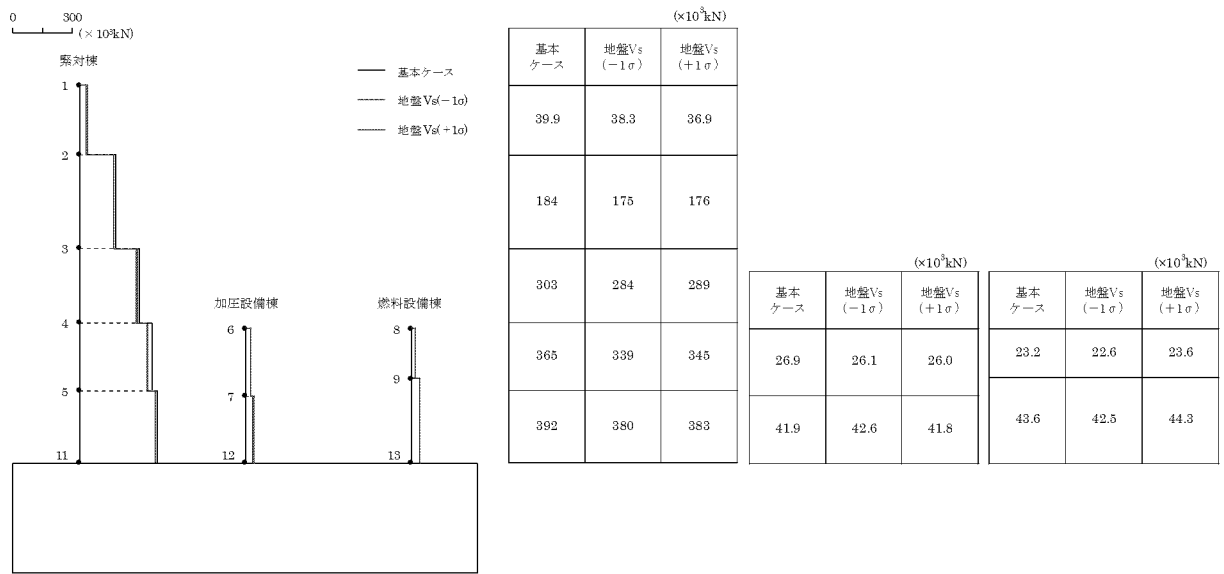 0 300
(×10³kN)
緊対棟
基本ケース
地盤Vs(−1σ)
地盤Vs(+1σ)
1
2
3
4
5
11
加圧設備棟
6
7
12
燃料設備棟
8
9
13
(×10³kN)
基本
ケース
地盤Vs
(−1σ)
地盤Vs
(+1σ)
39.9 38.3 36.9
184 175 176
303 284 289
365 339 345
392 380 383
(×10³kN)
基本
ケース
地盤Vs
(−1σ)
地盤Vs
(+1σ)
26.9 26.1 26.0
41.9 42.6 41.8
(×10³kN)
基本
ケース
地盤Vs
(−1σ)
地盤Vs
(+1σ)
23.2 22.6 23.6
43.6 42.5 44.3